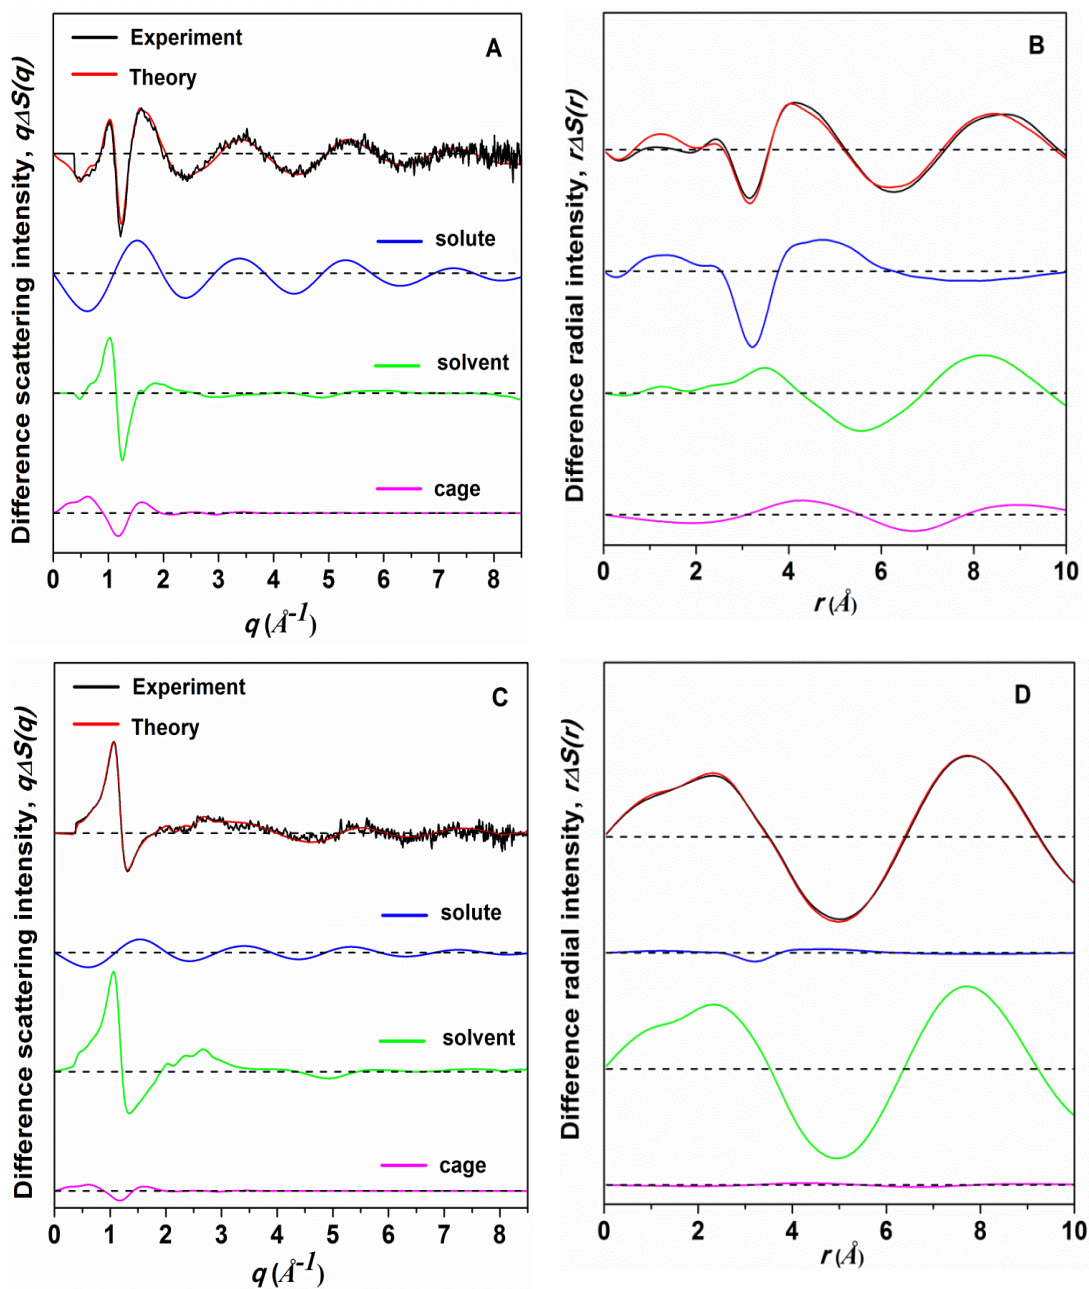 Difference scattering intensity, qΔS(q)
Experiment
Theory
A
solute
solvent
cage
0 1 2 3 4 5 6 7 8
q (Å⁻¹)
Difference radial intensity, rΔS(r)
B
0 2 4 6 8 10
r (Å)
Difference scattering intensity, qΔS(q)
Experiment
Theory
C
solute
solvent
cage
0 1 2 3 4 5 6 7 8
q (Å⁻¹)
Difference radial intensity, rΔS(r)
D
0 2 4 6 8 10
r (Å)